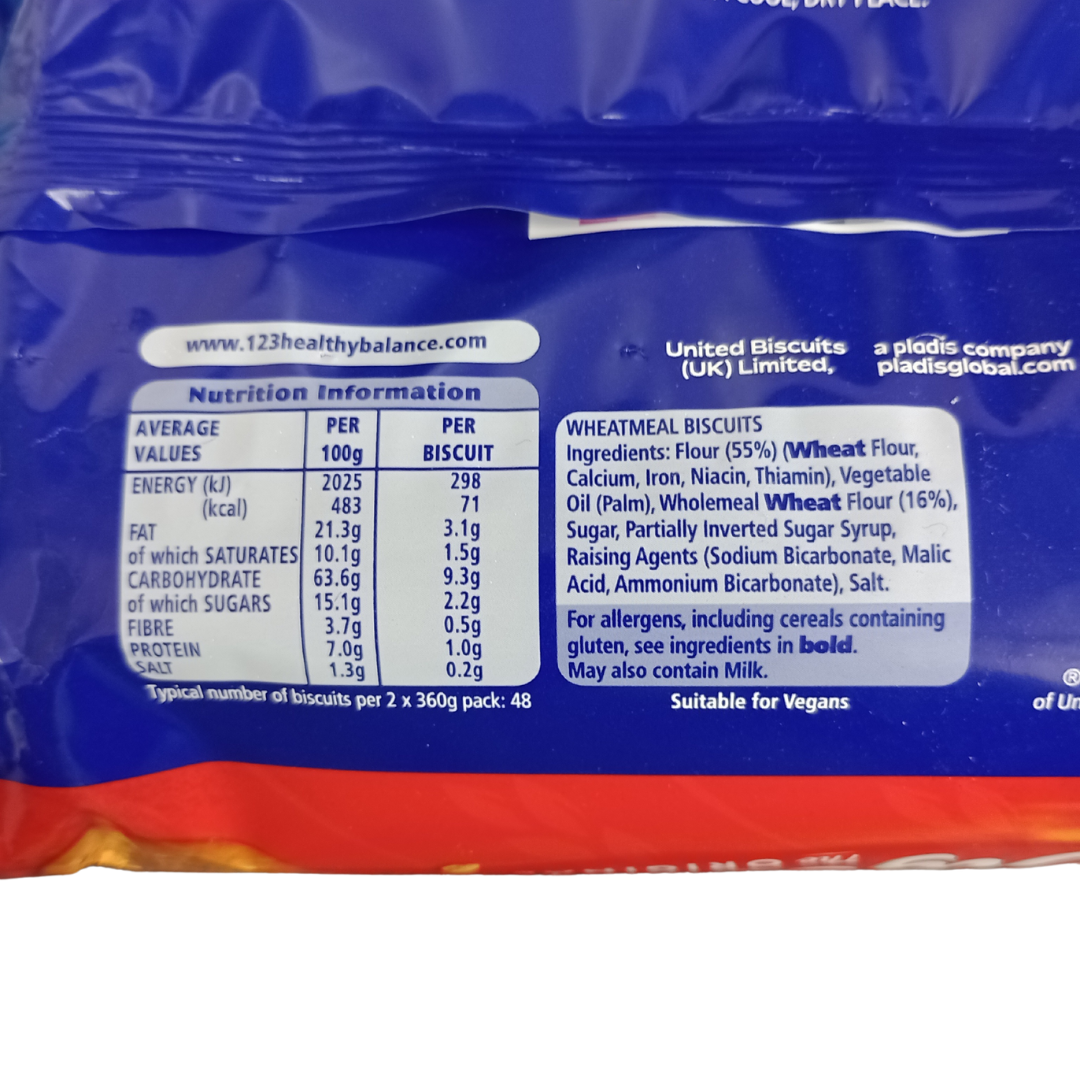 COOL, DRY PLACE.
www.123healthybalance.com
Nutrition Information
AVERAGE VALUES PER 100g PER BISCUIT
ENERGY (kJ) 2025 298
(kcal) 483 71
FAT 21.3g 3.1g
of which SATURATES 10.1g 1.5g
CARBOHYDRATE 63.6g 9.3g
of which SUGARS 15.1g 2.2g
FIBRE 3.7g 0.5g
PROTEIN 7.0g 1.0g
SALT 1.3g 0.2g
Typical number of biscuits per 2 x 360g pack: 48
United Biscuits
(UK) Limited,
a pladis company
pladisglobal.com
WHEATMEAL BISCUITS
Ingredients: Flour (55%) (Wheat Flour,
Calcium, Iron, Niacin, Thiamin), Vegetable
Oil (Palm), Wholemeal Wheat Flour (16%),
Sugar, Partially Inverted Sugar Syrup,
Raising Agents (Sodium Bicarbonate, Malic
Acid, Ammonium Bicarbonate), Salt.
For allergens, including cereals containing
gluten, see ingredients in bold.
May also contain Milk.
Suitable for Vegans
®
of
The